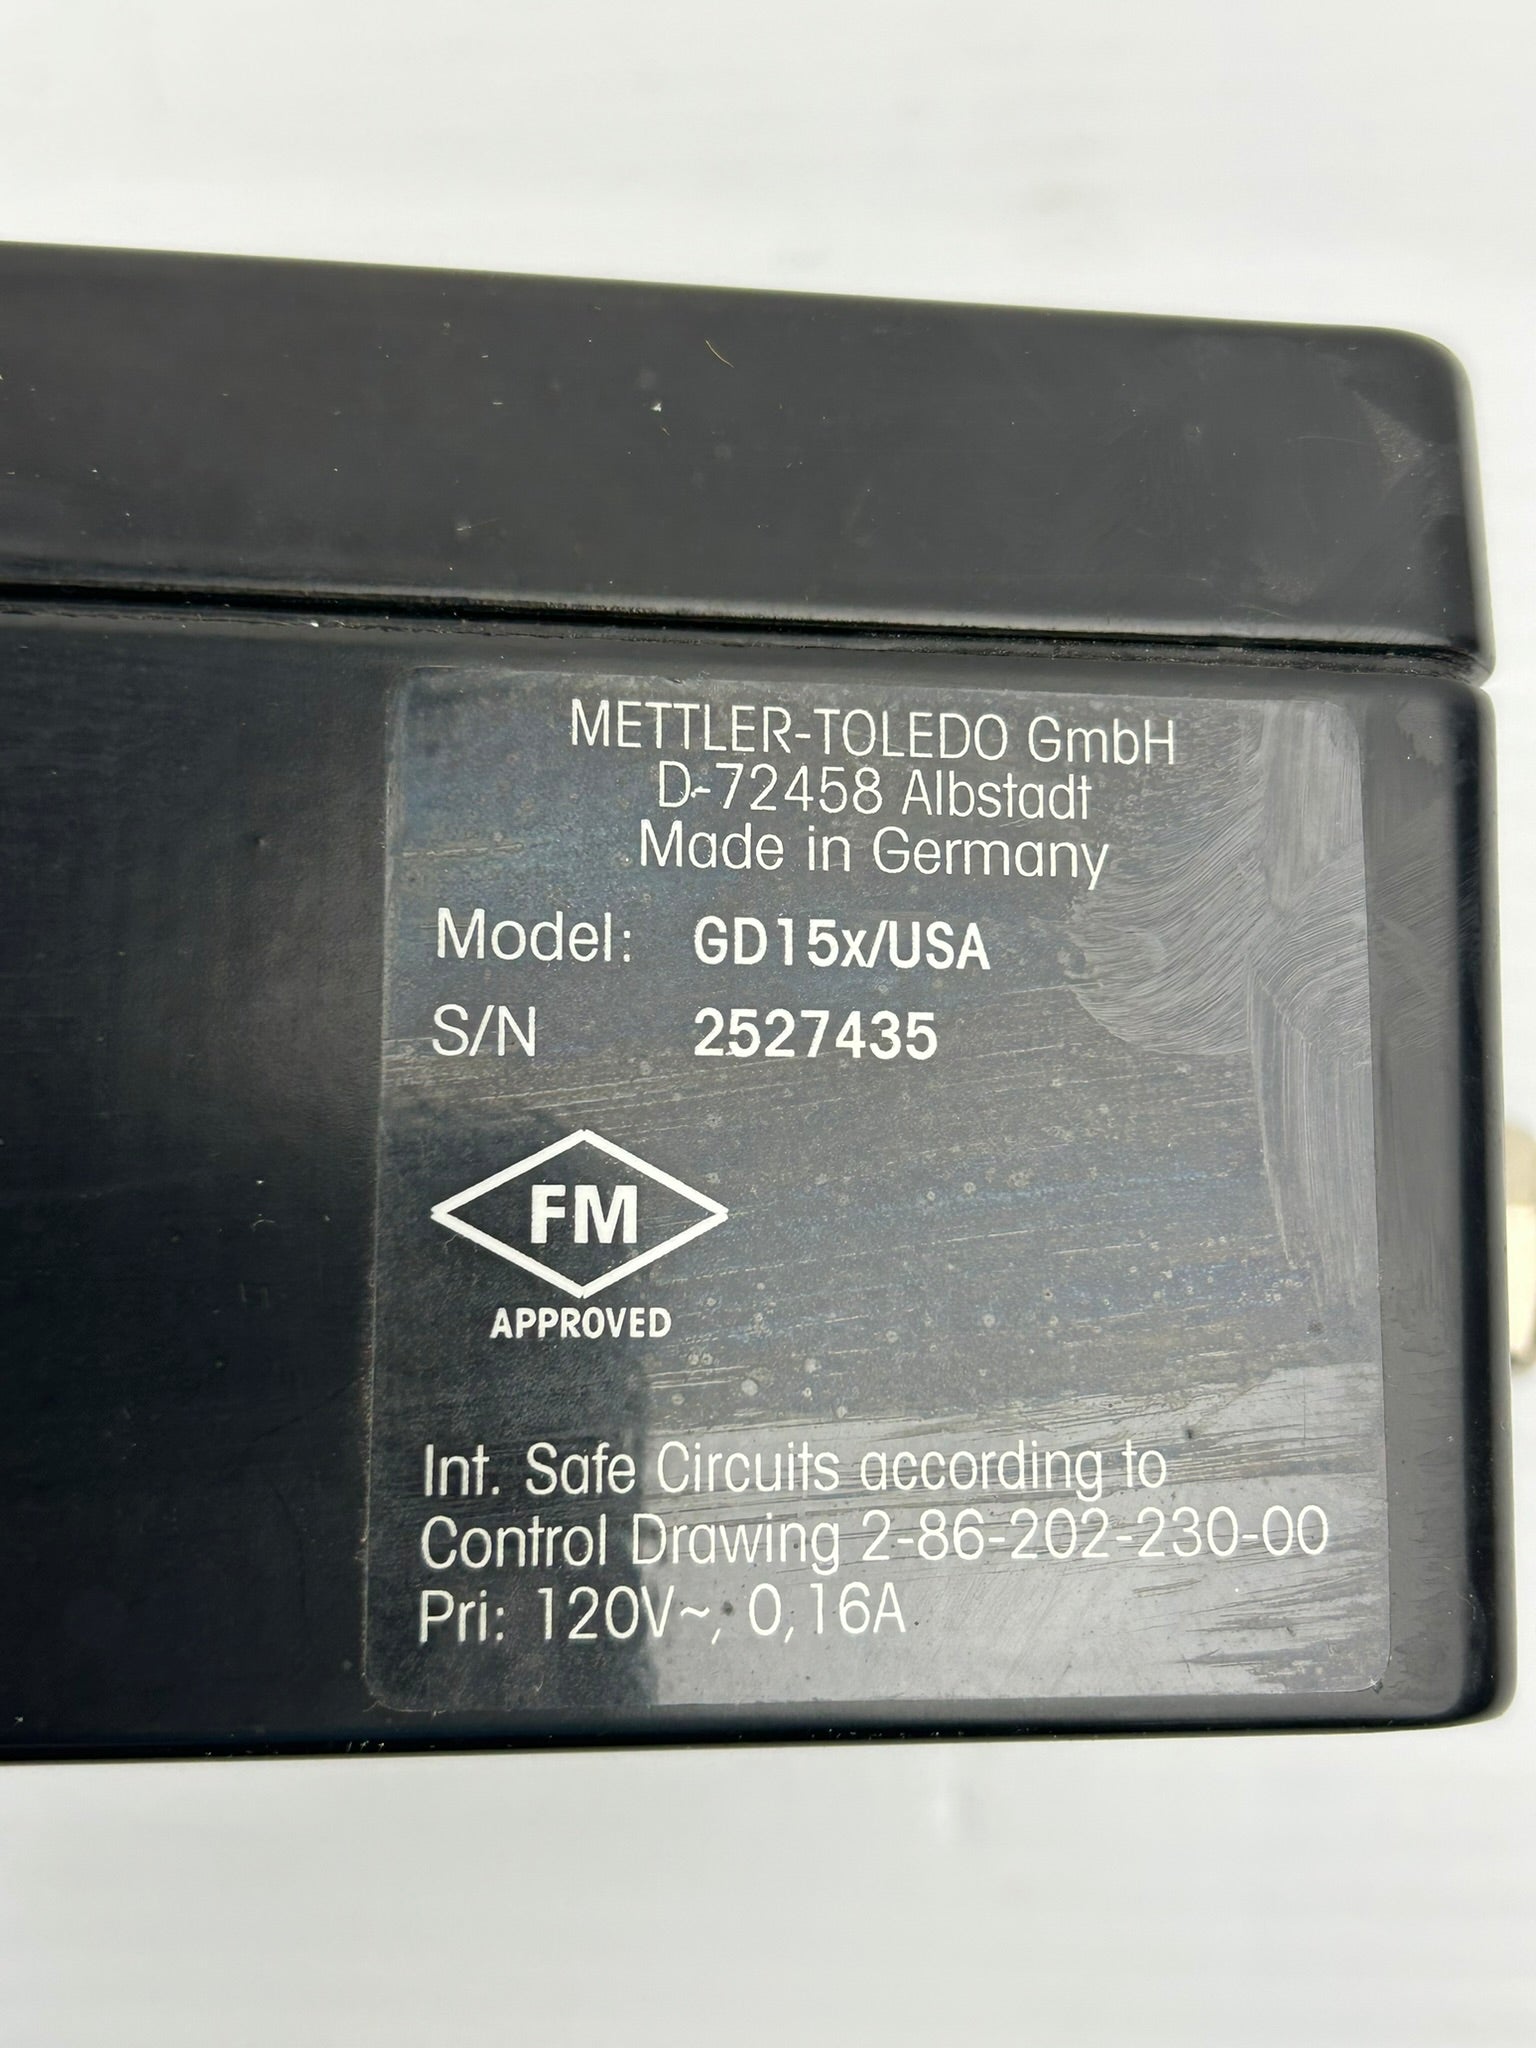 METTLER-TOLEDO GmbH
D-72458 Albstadt
Made in Germany
Model: GD15x/USA
S/N 2527435
FM
APPROVED
Int. Safe Circuits according to
Control Drawing 2-86-202-230-00
Pri: 120V~, 0,16A